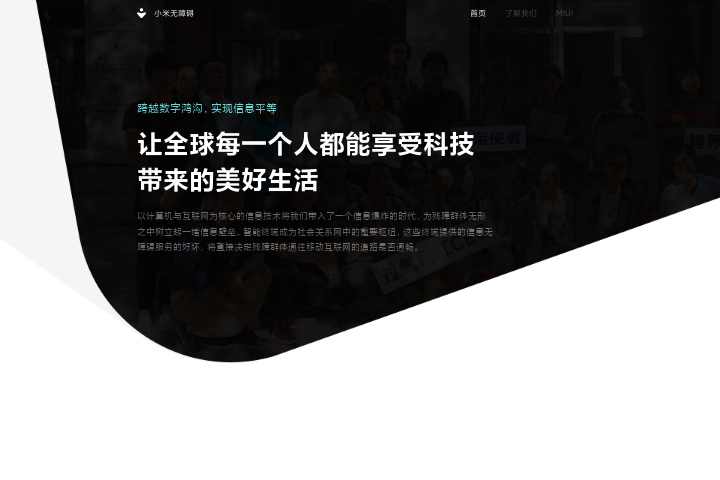 小米无障碍
首页 了解我们 MIUI
跨越数字鸿沟, 实现信息平等
让全球每一个人都能享受科技
带来的美好生活
以计算机与互联网为核心的信息技术将我们带入了一个信息爆炸的时代, 为残障群体无形
之中树立起一堵信息壁垒。智能终端成为社会关系网中的重要枢纽, 这些终端提供的信息无
障碍服务的好坏, 将直接决定残障群体通往移动互联网的道路是否通畅。